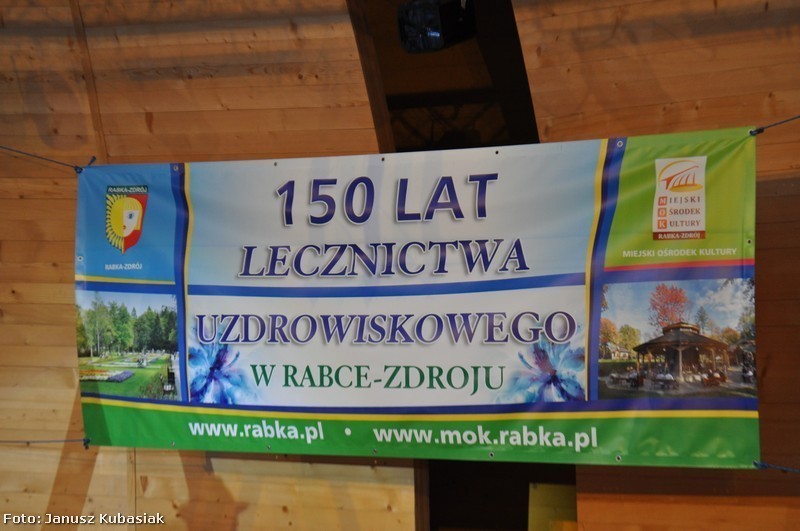 RABKA-ZDRÓJ
RABKA-ZDRÓJ
150 LAT
LECZNICTWA
UZDROWISKOWEGO
W RABCE-ZDROJU
MOK
MIEJSKI
OŚRODEK
KULTURY
RABKA-ZDRÓJ
MIEJSKI OŚRODEK KULTURY
www.rabka.pl • www.mok.rabka.pl
Foto: Janusz Kubasiak